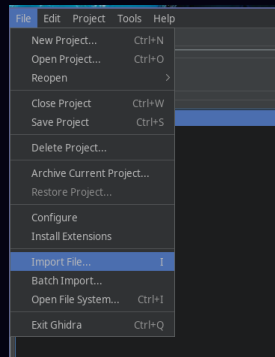 File Edit Project Tools Help
New Project... Ctrl+N
Open Project... Ctrl+O
Reopen
Close Project Ctrl+W
Save Project Ctrl+S
Delete Project...
Archive Current Project...
Restore Project...
Configure
Install Extensions
Import File... I
Batch Import...
Open File System... Ctrl+I
Exit Ghidra Ctrl+Q